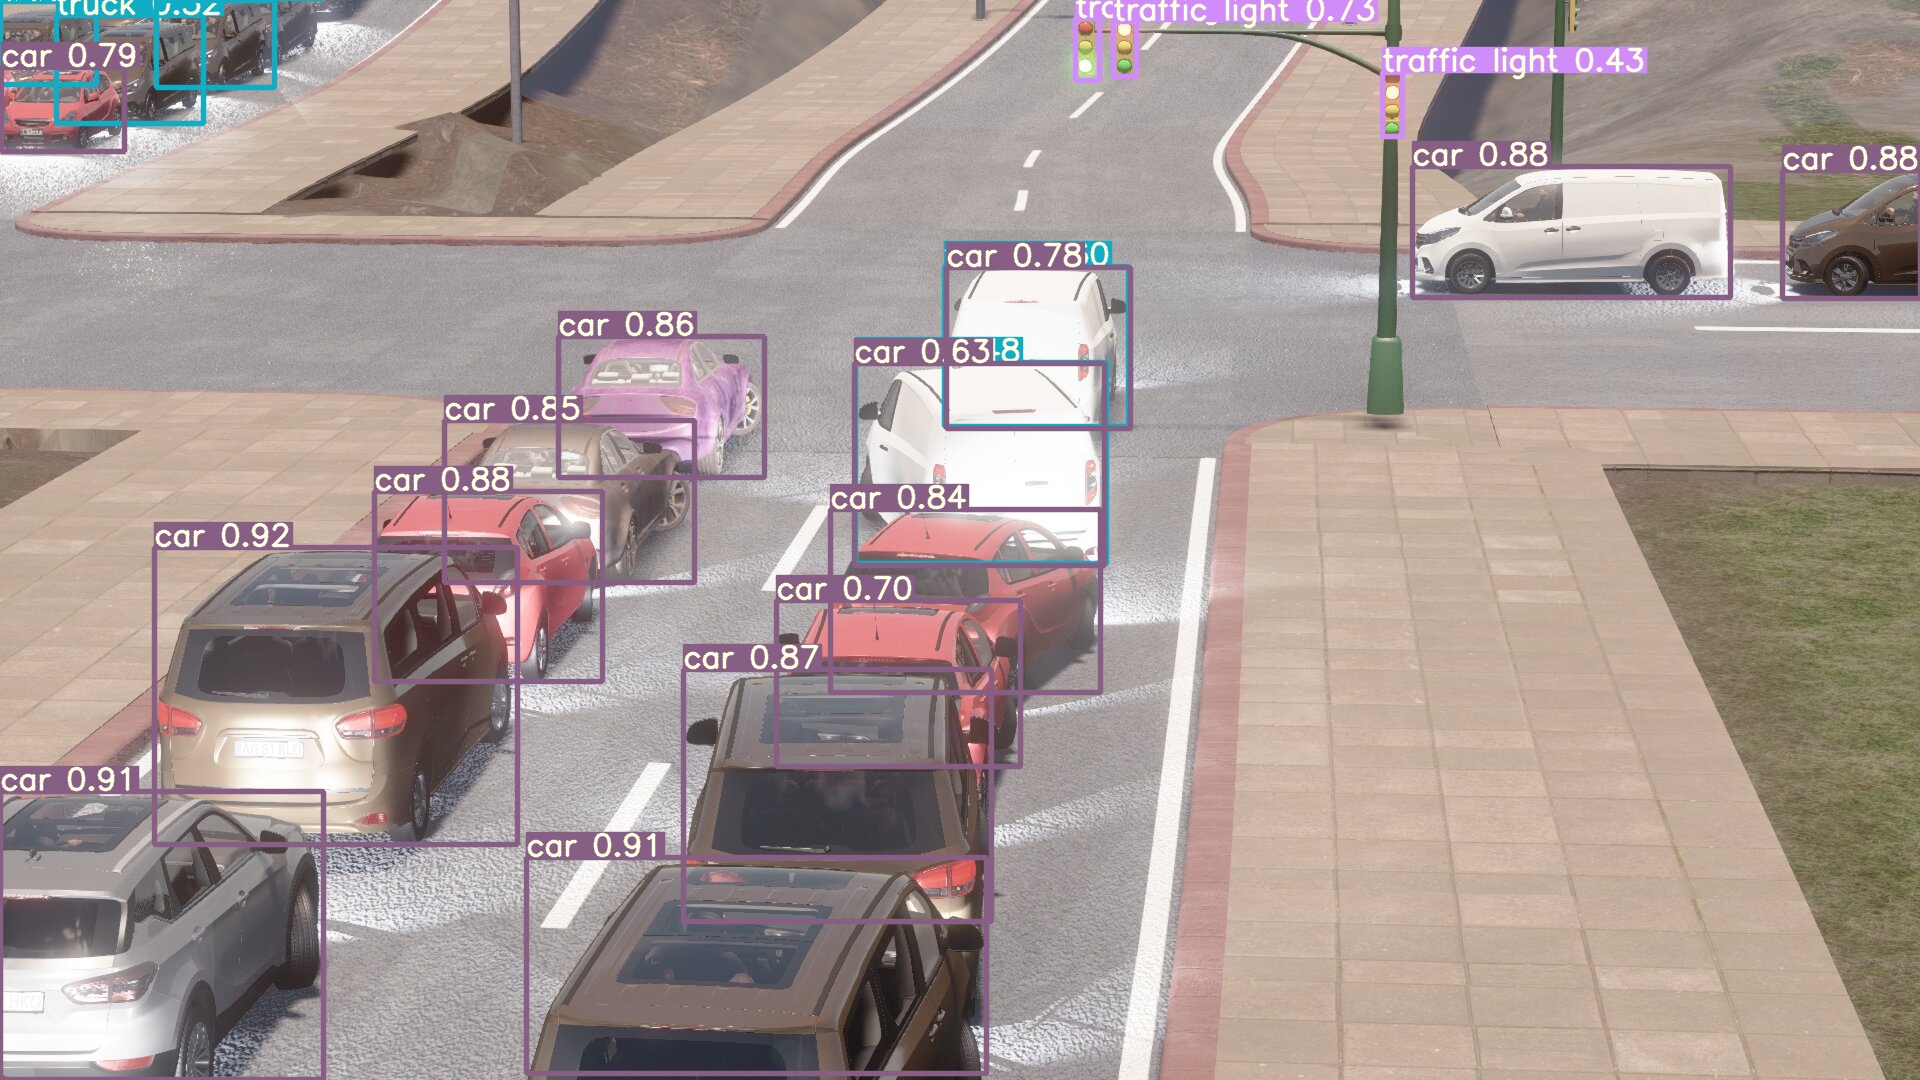 truck 0.52
car 0.79
traffic_light 0.73
traffic light 0.43
car 0.88
car 0.88
car 0.78
car 0.86
car 0.63
car 0.85
car 0.88
car 0.84
car 0.92
car 0.70
car 0.87
car 0.91
car 0.91